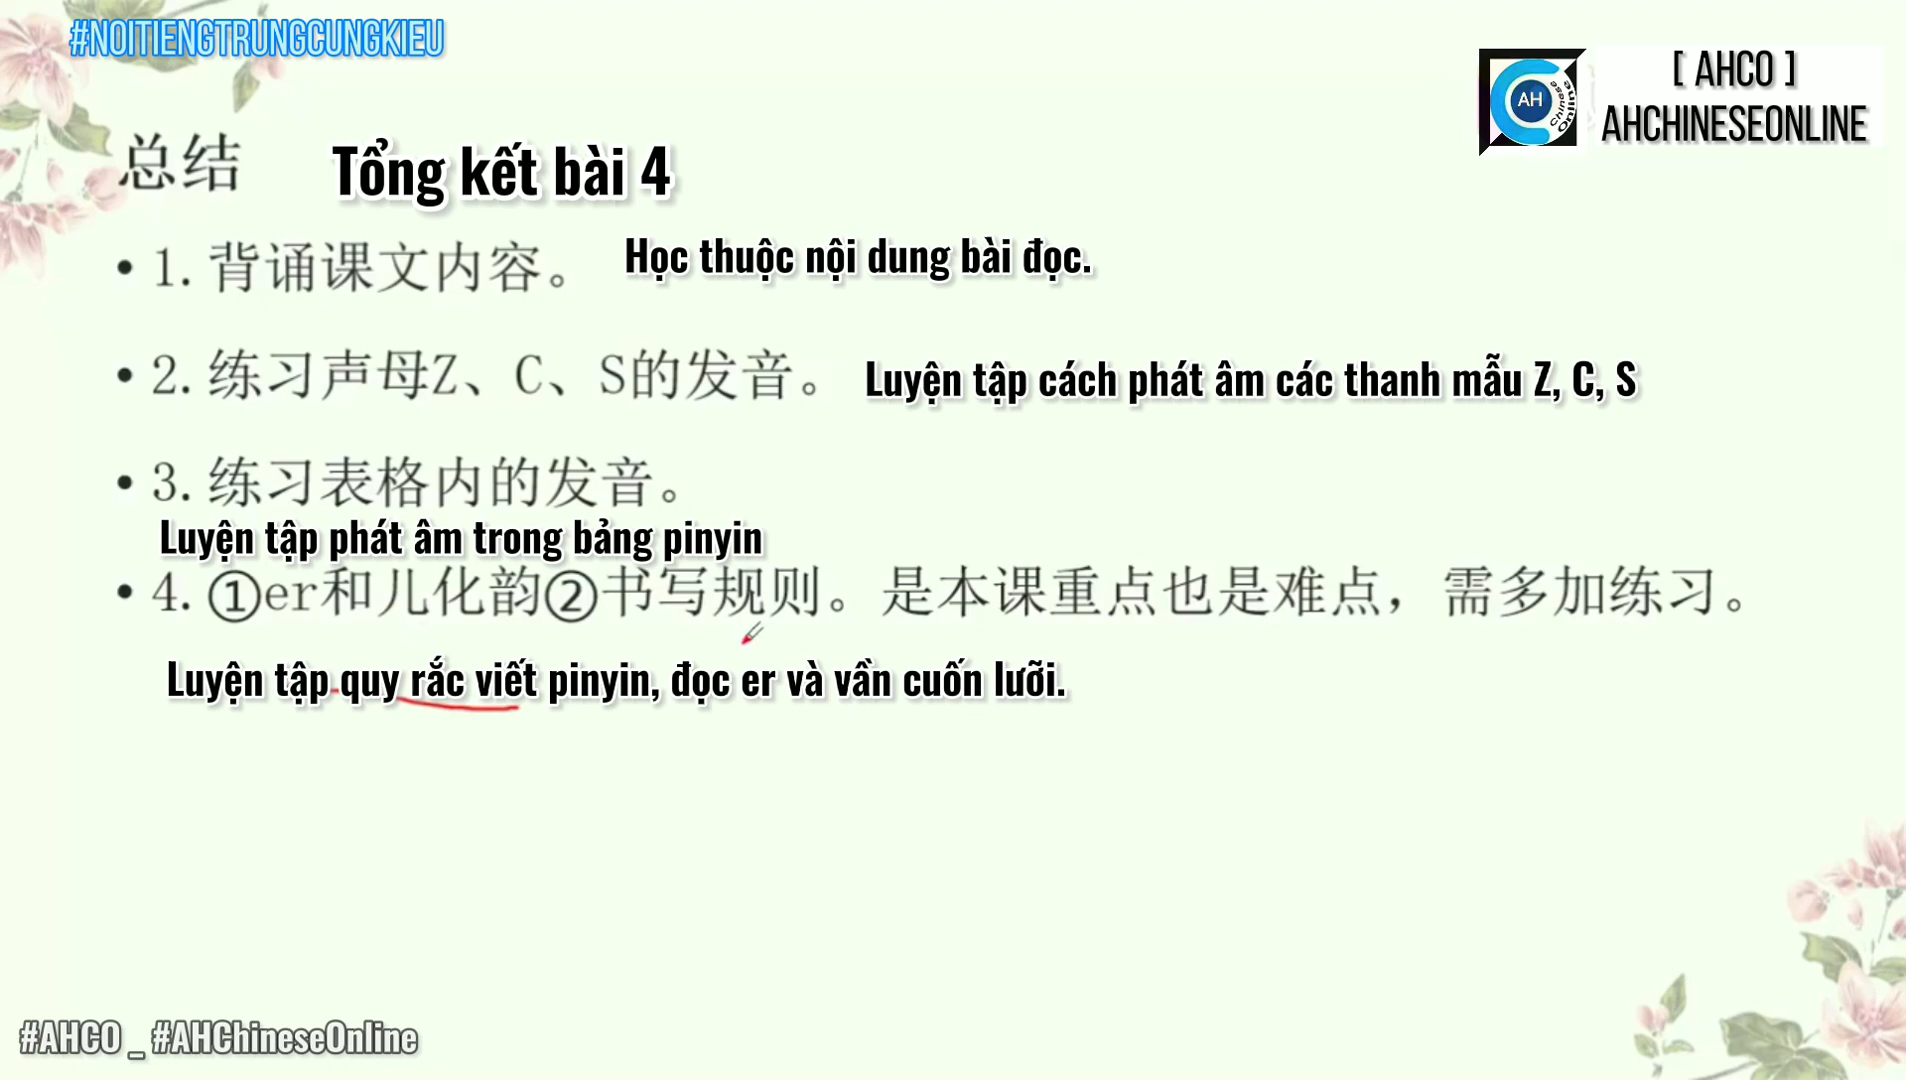 #NOITIENGTRUNGCUNGKIEU
[ AHCO ]
AHCHINESEONLINE
AH
Chinese
Online
总结 Tổng kết bài 4
• 1. 背诵课文内容。 Học thuộc nội dung bài đọc.
• 2. 练习声母Z、C、S的发音。 Luyện tập cách phát âm các thanh mẫu Z, C, S
• 3. 练习表格内的发音。
Luyện tập phát âm trong bảng pinyin
• 4. ①er和儿化韵②书写规则。是本课重点也是难点，需多加练习。
Luyện tập quy rắc viết pinyin, đọc er và vần cuốn lưỡi.
#AHCO _ #AHChineseOnline